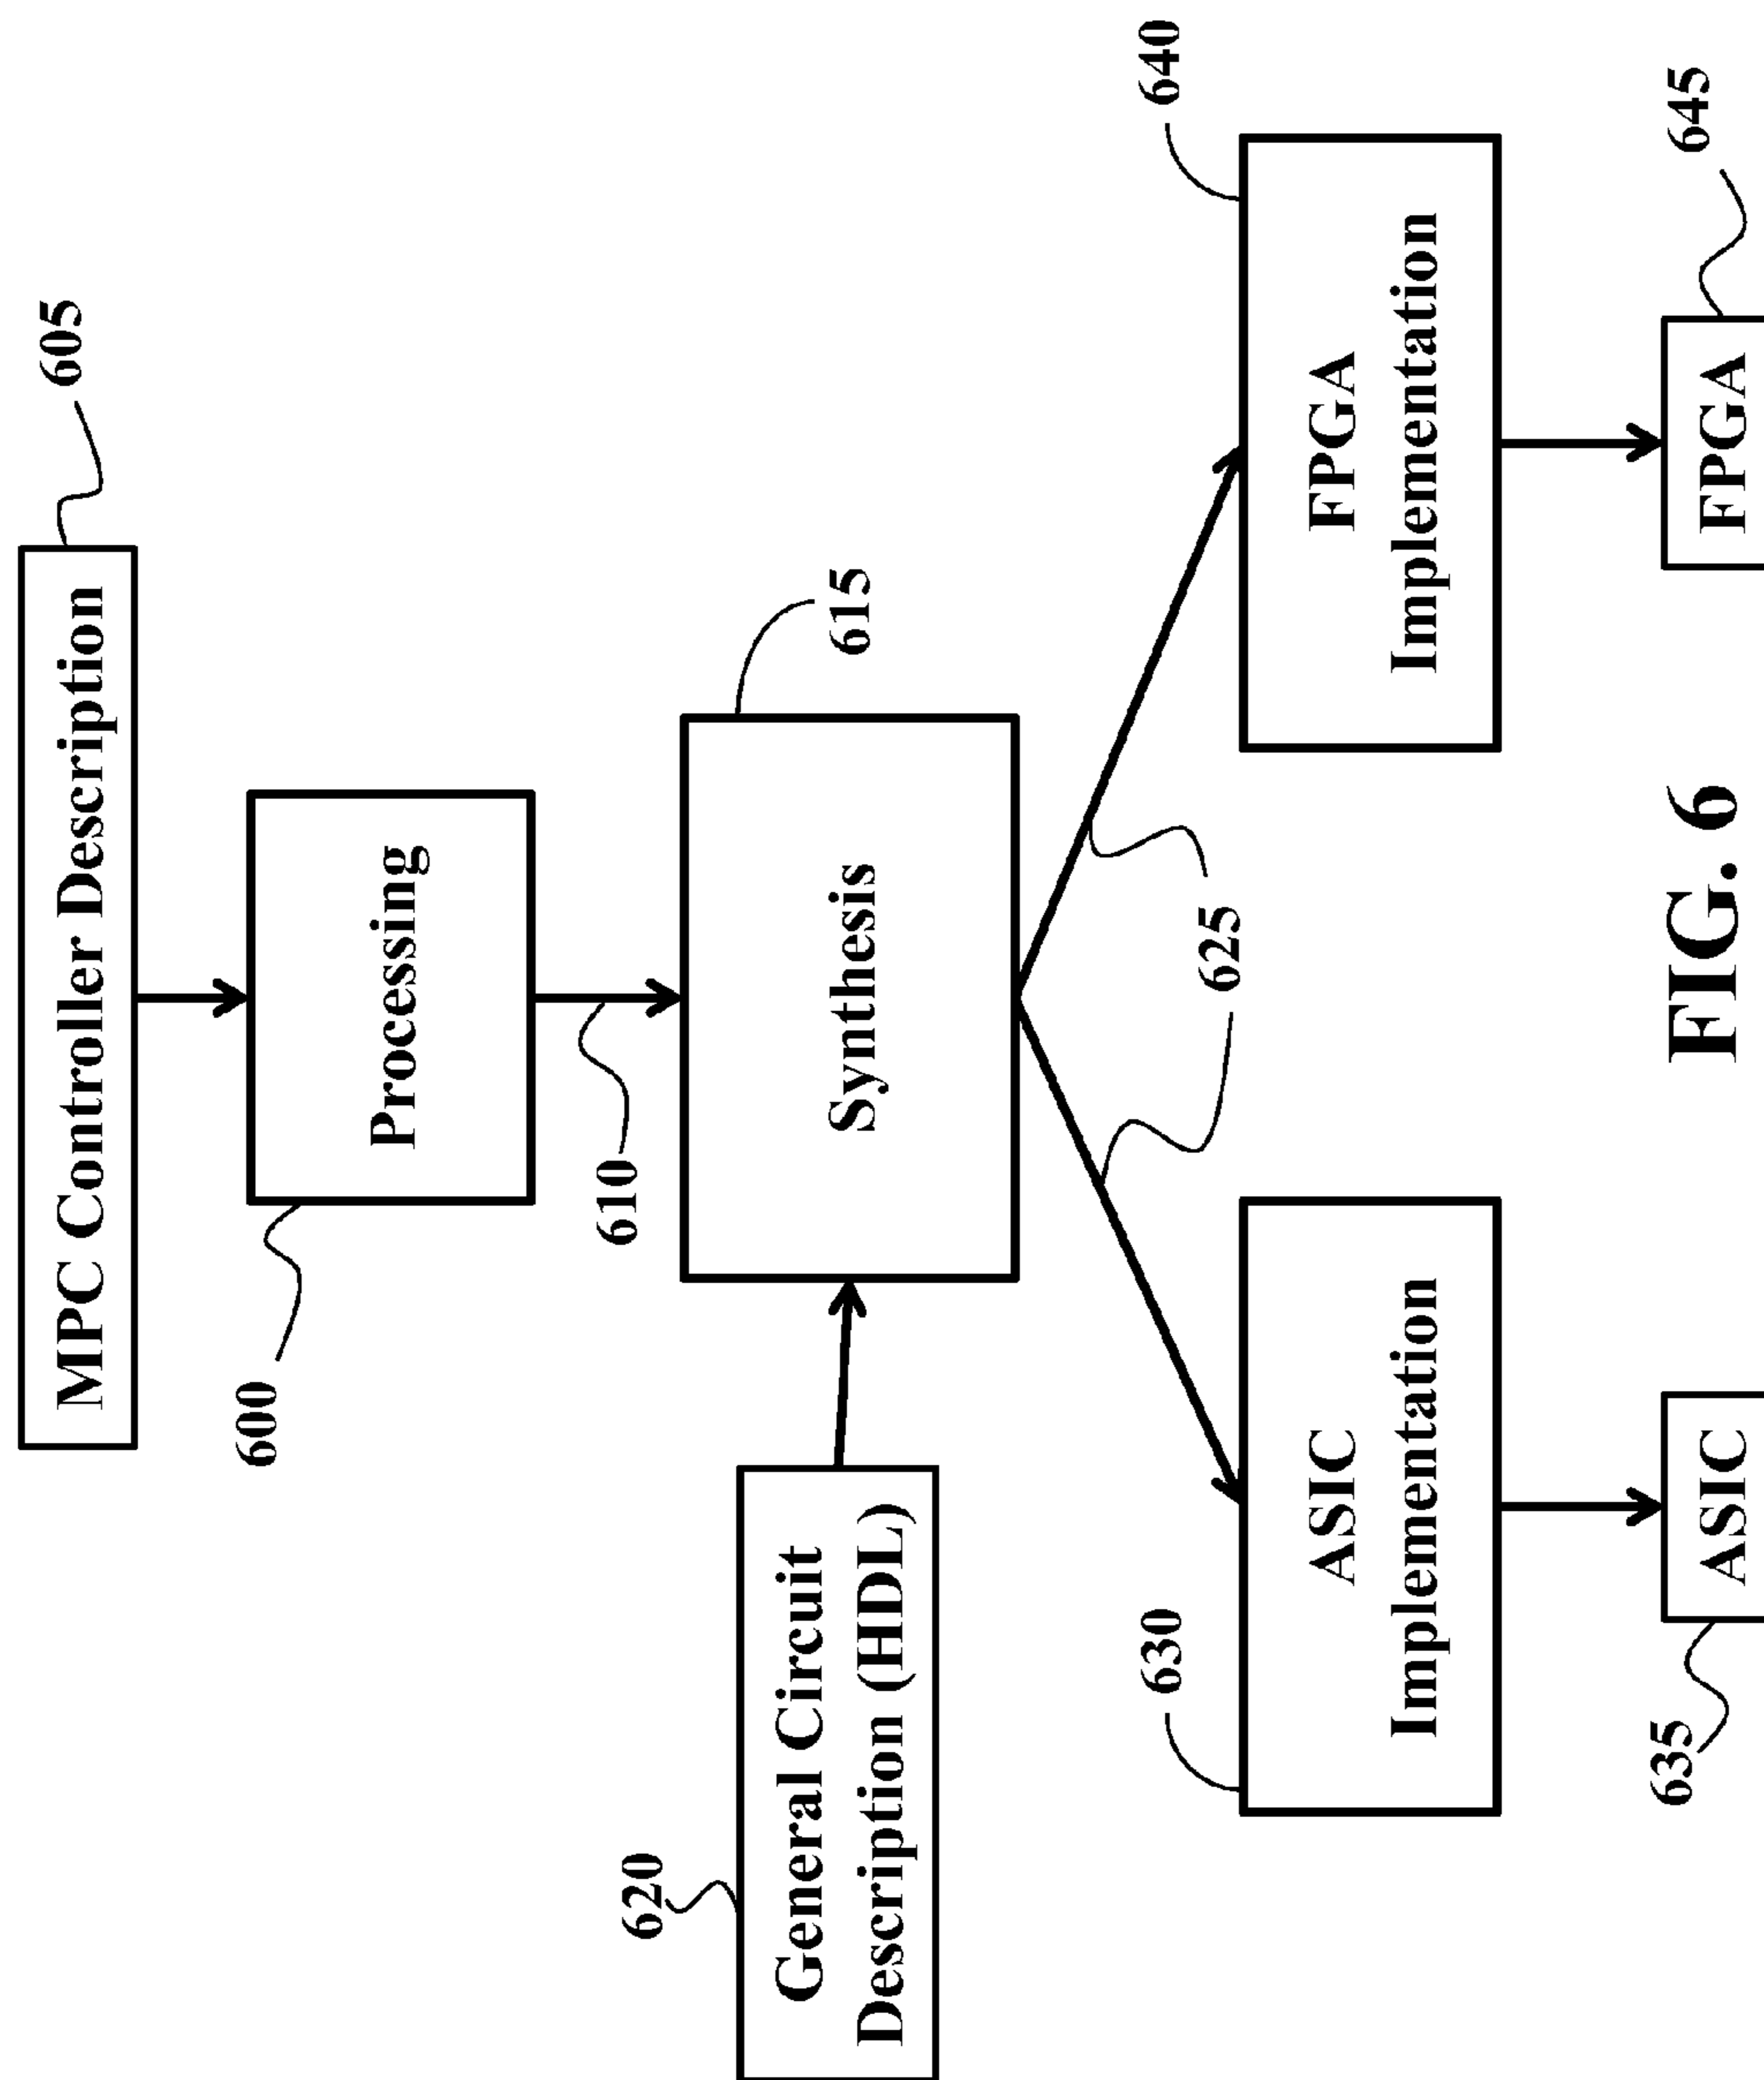 MPC Controller Description
605
600
Processing
610
620
General Circuit
Description (HDL)
Synthesis
615
625
630
ASIC
Implementation
640
FPGA
Implementation
635
ASIC
FIG. 6
FPGA
645